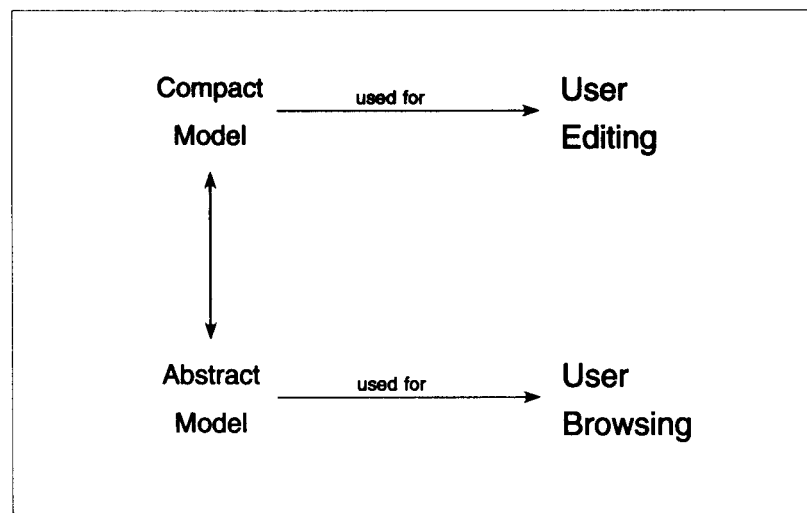 Compact Model
used for
User Editing
Abstract Model
used for
User Browsing